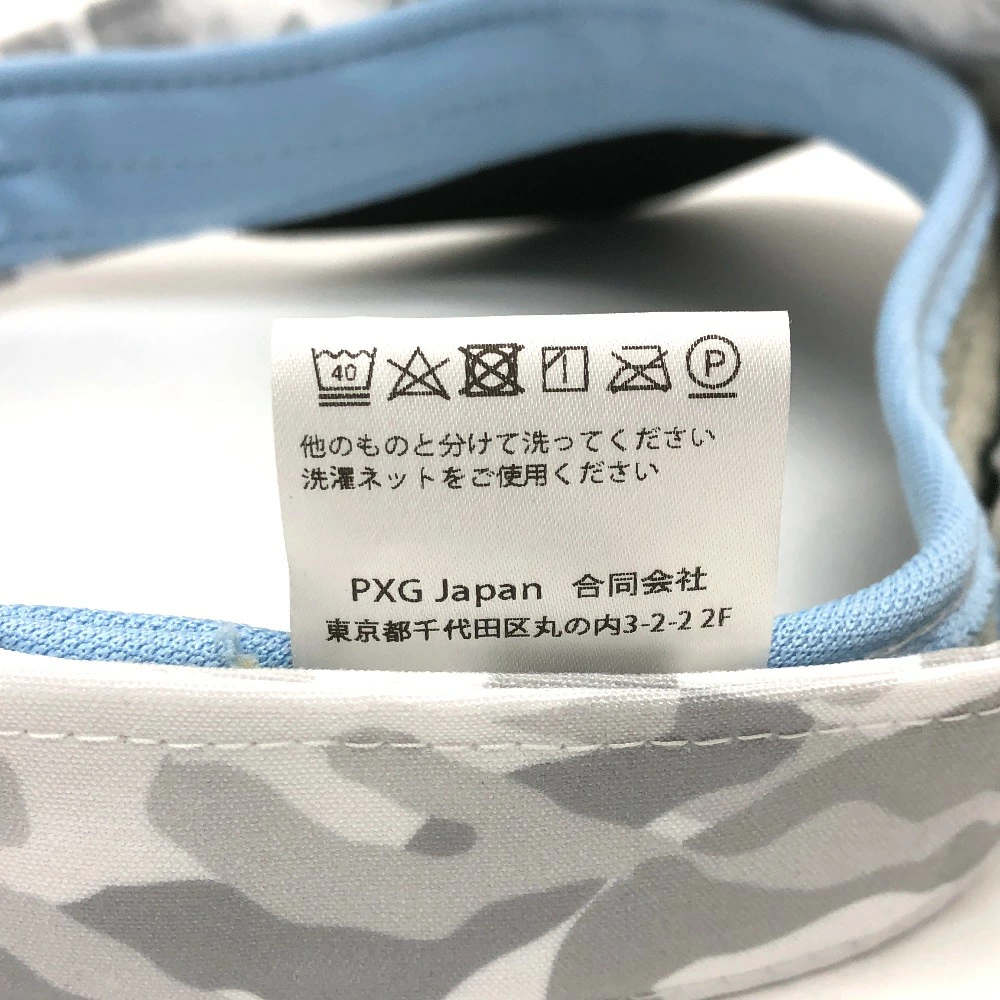 40 P
他のものと分けて洗ってください
洗濯ネットをご使用ください
PXG Japan 合同会社
東京都千代田区丸の内3-2-2 2F